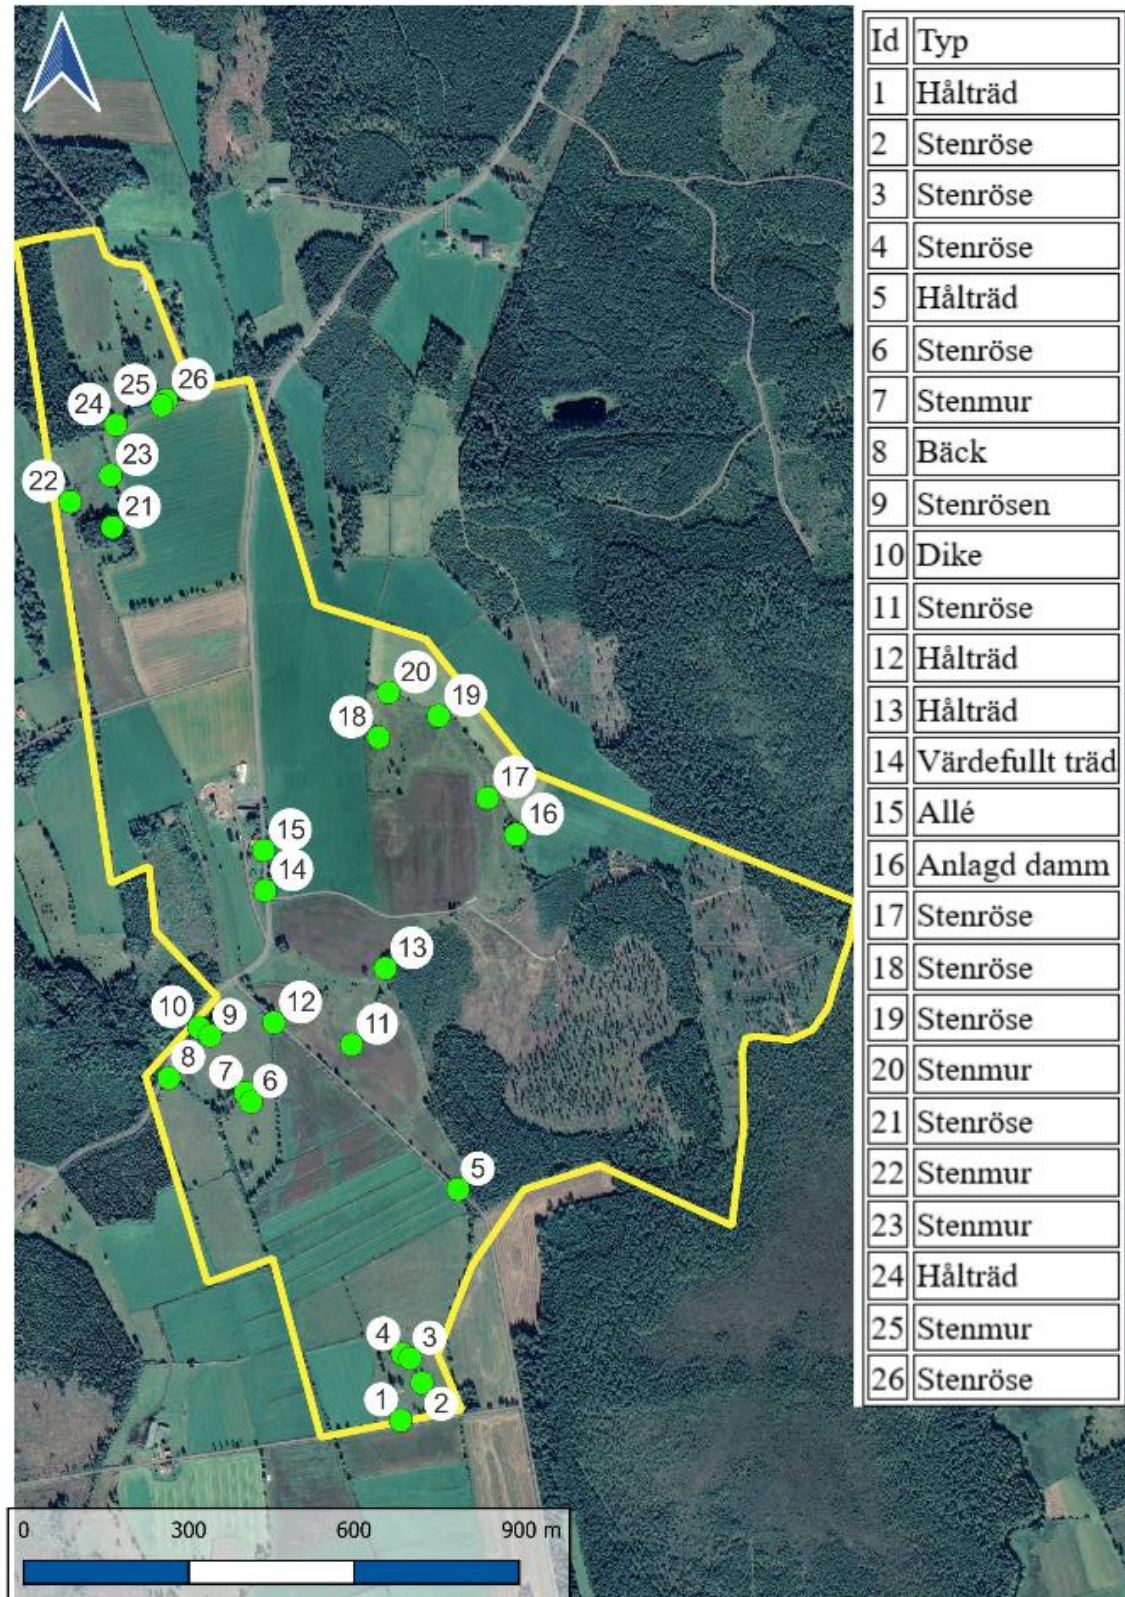 Id Typ
1 Hålträd
2 Stenröse
3 Stenröse
4 Stenröse
5 Hålträd
6 Stenröse
7 Stenmur
8 Bäck
9 Stenrösen
10 Dike
11 Stenröse
12 Hålträd
13 Hålträd
14 Värdefullt träd
15 Allé
16 Anlagd damm
17 Stenröse
18 Stenröse
19 Stenröse
20 Stenmur
21 Stenröse
22 Stenmur
23 Stenmur
24 Hålträd
25 Stenmur
26 Stenröse
26
25
24
23
22
21
20
19
18
17
16
15
14
13
12
11
10
9
8
7
6
5
4
3
2
1
0 300 600 900 m